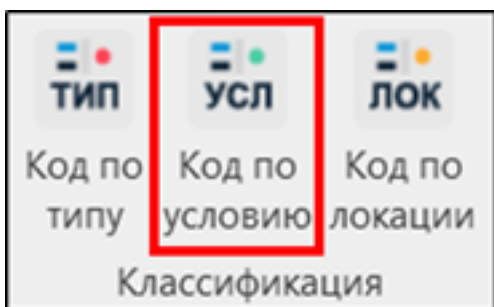 ТИП УСЛ ЛОК
Код по Код по Код по
типу условию локации
Классификация